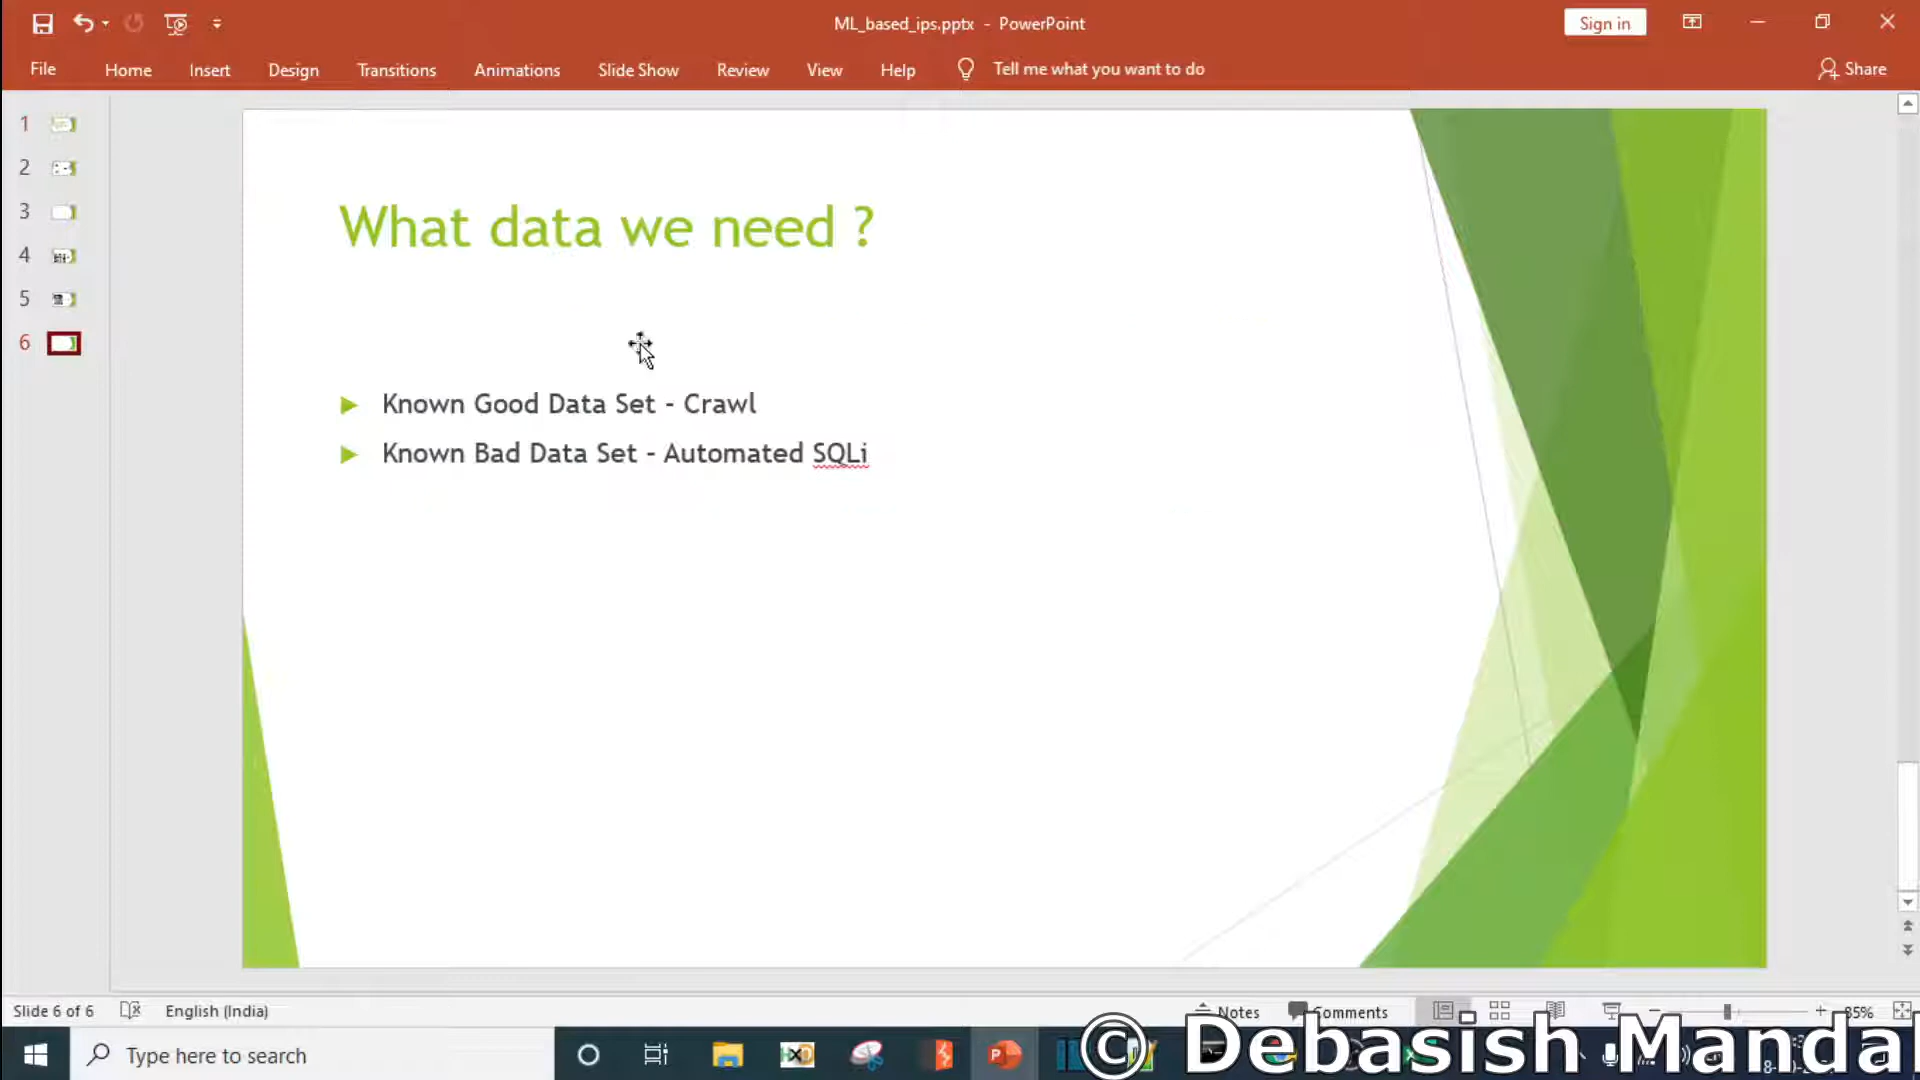 ML_based_ips.pptx - PowerPoint
Sign in
File Home Insert Design Transitions Animations Slide Show Review View Help Tell me what you want to do Share
1
2
3
4
5
6
What data we need ?
Known Good Data Set - Crawl
Known Bad Data Set - Automated SQLi
Slide 6 of 6 English (India) Notes Comments 85%
Type here to search
© Debasish Manda